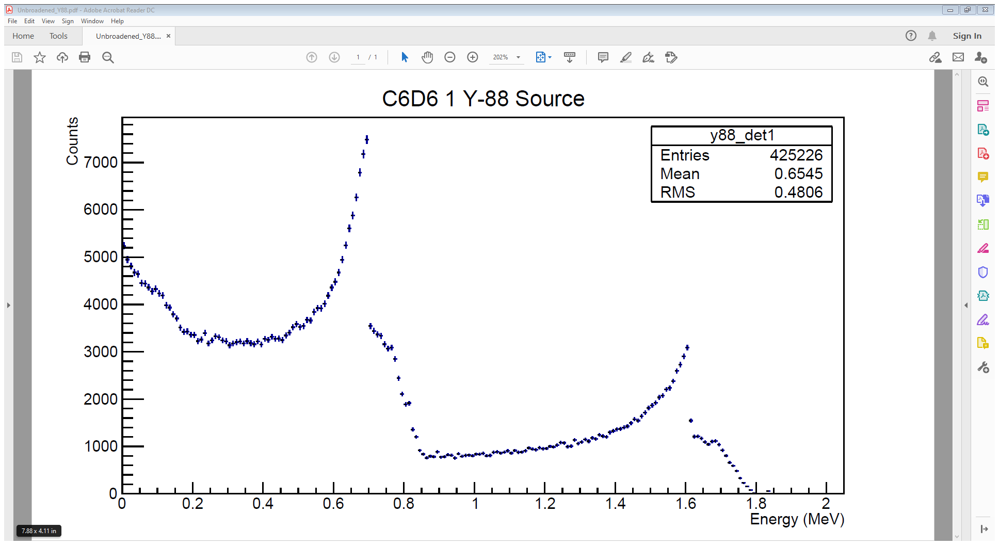 Unbroadened_Y88.pdf - Adobe Acrobat Reader DC
File Edit View Sign Window Help
Home Tools Unbroadened_Y88.... × Sign In
1 / 1 202%
C6D6 1 Y-88 Source
Counts
y88_det1
Entries 425226
Mean 0.6545
RMS 0.4806
7000
6000
5000
4000
3000
2000
1000
0
0 0.2 0.4 0.6 0.8 1 1.2 1.4 1.6 1.8 2
Energy (MeV)
7.88 x 4.11 in